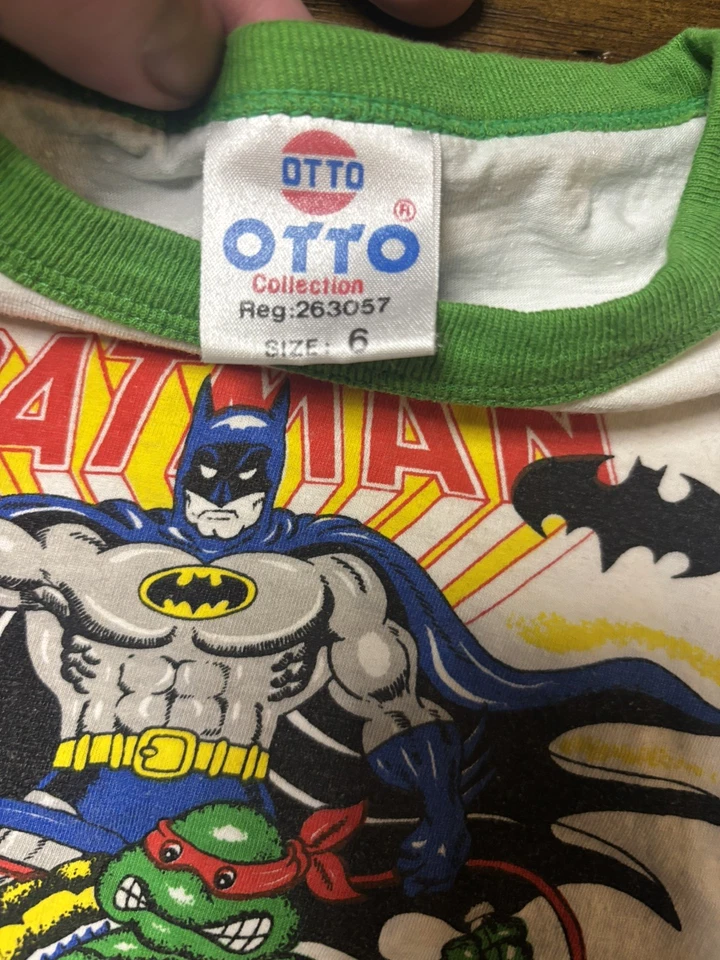 OTTO
OTTO ®
Collection
Reg:263057
SIZE: 6
BATMAN